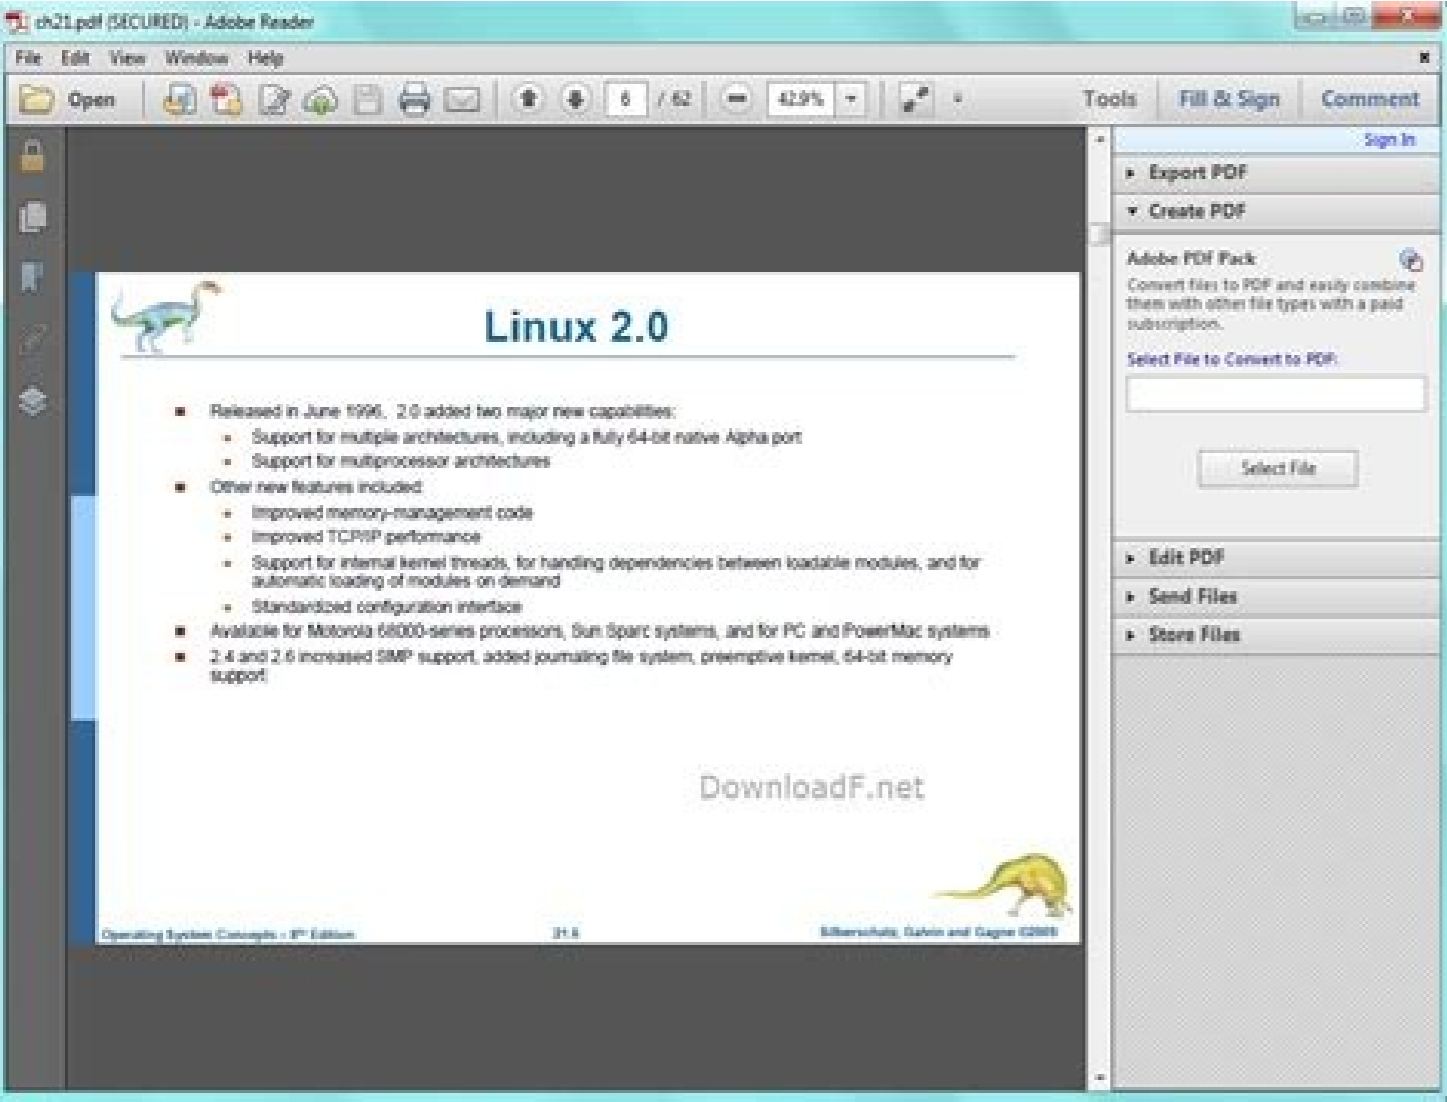 ch21.pdf (SECURED) - Adobe Reader
File Edit View Window Help
Open 6 / 62 42.9% Tools Fill & Sign Comment
Sign In
Export PDF
Create PDF
Adobe PDF Pack
Convert files to PDF and easily combine
them with other file types with a paid
subscription.
Select File to Convert to PDF:
Select File
Edit PDF
Send Files
Store Files
Linux 2.0
Released in June 1996, 2.0 added two major new capabilities:
Support for multiple architectures, including a fully 64-bit native Alpha port
Support for multiprocessor architectures
Other new features included:
Improved memory-management code
Improved TCP/IP performance
Support for internal kernel threads, for handling dependencies between loadable modules, and for
automatic loading of modules on demand
Standardized configuration interface
Available for Motorola 68000-series processors, Sun Sparc systems, and for PC and PowerMac systems
2.4 and 2.6 increased SMP support, added journaling file system, preemptive kernel, 64-bit memory
support
DownloadF.net
Operating System Concepts – 8th Edition 21.6 Silberschatz, Galvin and Gagne ©2009